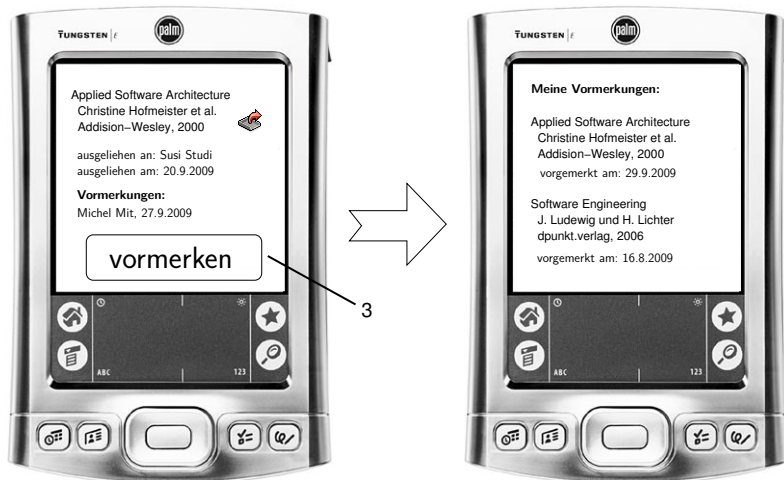 TUNGSTEN E
palm
Applied Software Architecture
Christine Hofmeister et al.
Addision–Wesley, 2000
ausgeliehen an: Susi Studi
ausgeliehen am: 20.9.2009
Vormerkungen:
Michel Mit, 27.9.2009
vormerken
3
ABC
123
TUNGSTEN E
palm
Meine Vormerkungen:
Applied Software Architecture
Christine Hofmeister et al.
Addision–Wesley, 2000
vorgemerkt am: 29.9.2009
Software Engineering
J. Ludewig und H. Lichter
dpunkt.verlag, 2006
vorgemerkt am: 16.8.2009
ABC
123